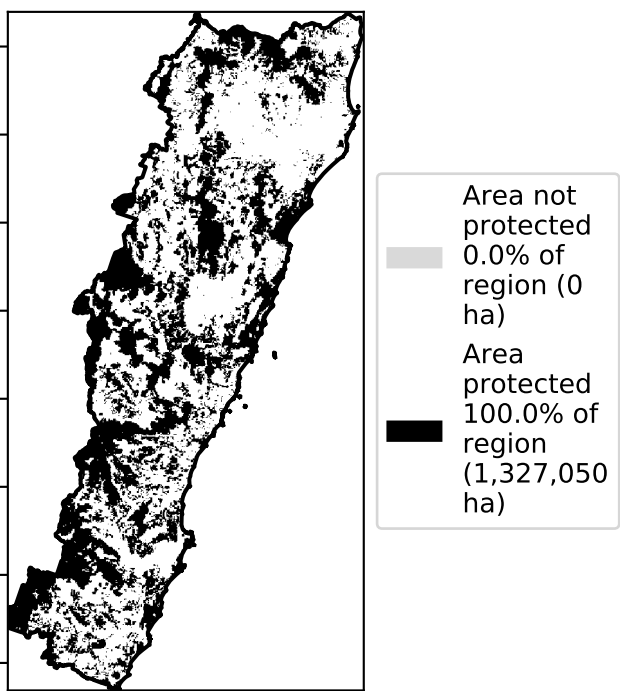 Area not
protected
0.0% of
region (0
ha)
Area
protected
100.0% of
region
(1,327,050
ha)